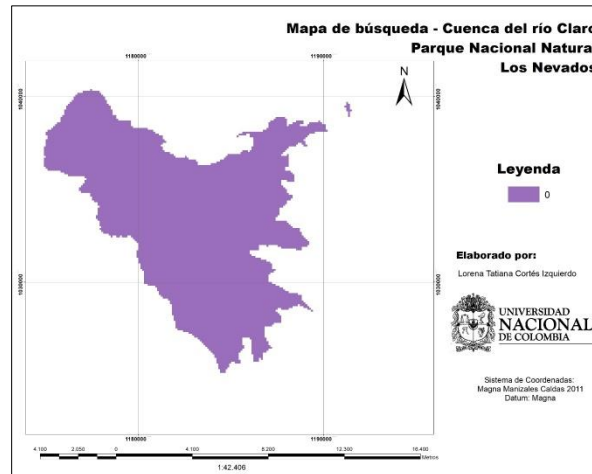 Mapa de búsqueda - Cuenca del río Claro
Parque Nacional Natura
Los Nevados
1180000
1190000
N
1040000
1040000
Leyenda
0
Elaborado por:
Lorena Tatiana Cortés Izquierdo
1030000
1030000
UNIVERSIDAD
NACIONAL
DE COLOMBIA
Sistema de Coordenadas:
Magna Manizales Caldas 2011
Datum: Magna
1180000
1190000
4.100 2.050 0 4.100 8.200 12.300 16.400
Metros
1:42.406